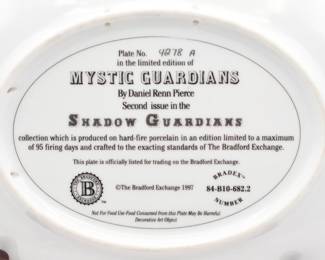 Plate No. 4278 A
in the limited edition of
MYSTIC GUARDIANS
By Daniel Renn Pierce
Second issue in the
SHADOW GUARDIANS
collection which is produced on hard-fire porcelain in an edition limited to a maximum
of 95 firing days and crafted to the exacting standards of The Bradford Exchange.
This plate is officially listed for trading on the Bradford Exchange.
B
©The Bradford Exchange 1997
BRADEX™
84-B10-682.2
NUMBER
Not For Food Use-Food Consumed from this Plate May Be Harmful.
Decorative Art Object